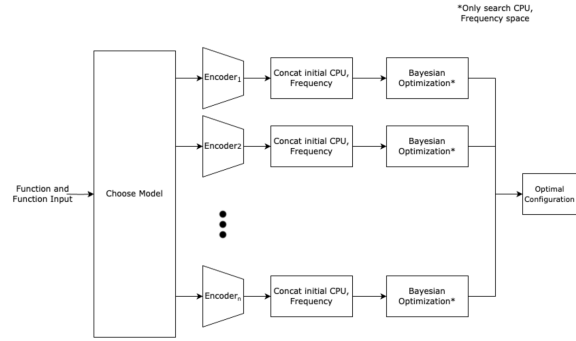 *Only search CPU,
Frequency space
Function and
Function Input
Choose Model
Encoder1
Concat initial CPU,
Frequency
Bayesian
Optimization*
Encoder2
Concat initial CPU,
Frequency
Bayesian
Optimization*
Encodern
Concat initial CPU,
Frequency
Bayesian
Optimization*
Optimal
Configuration